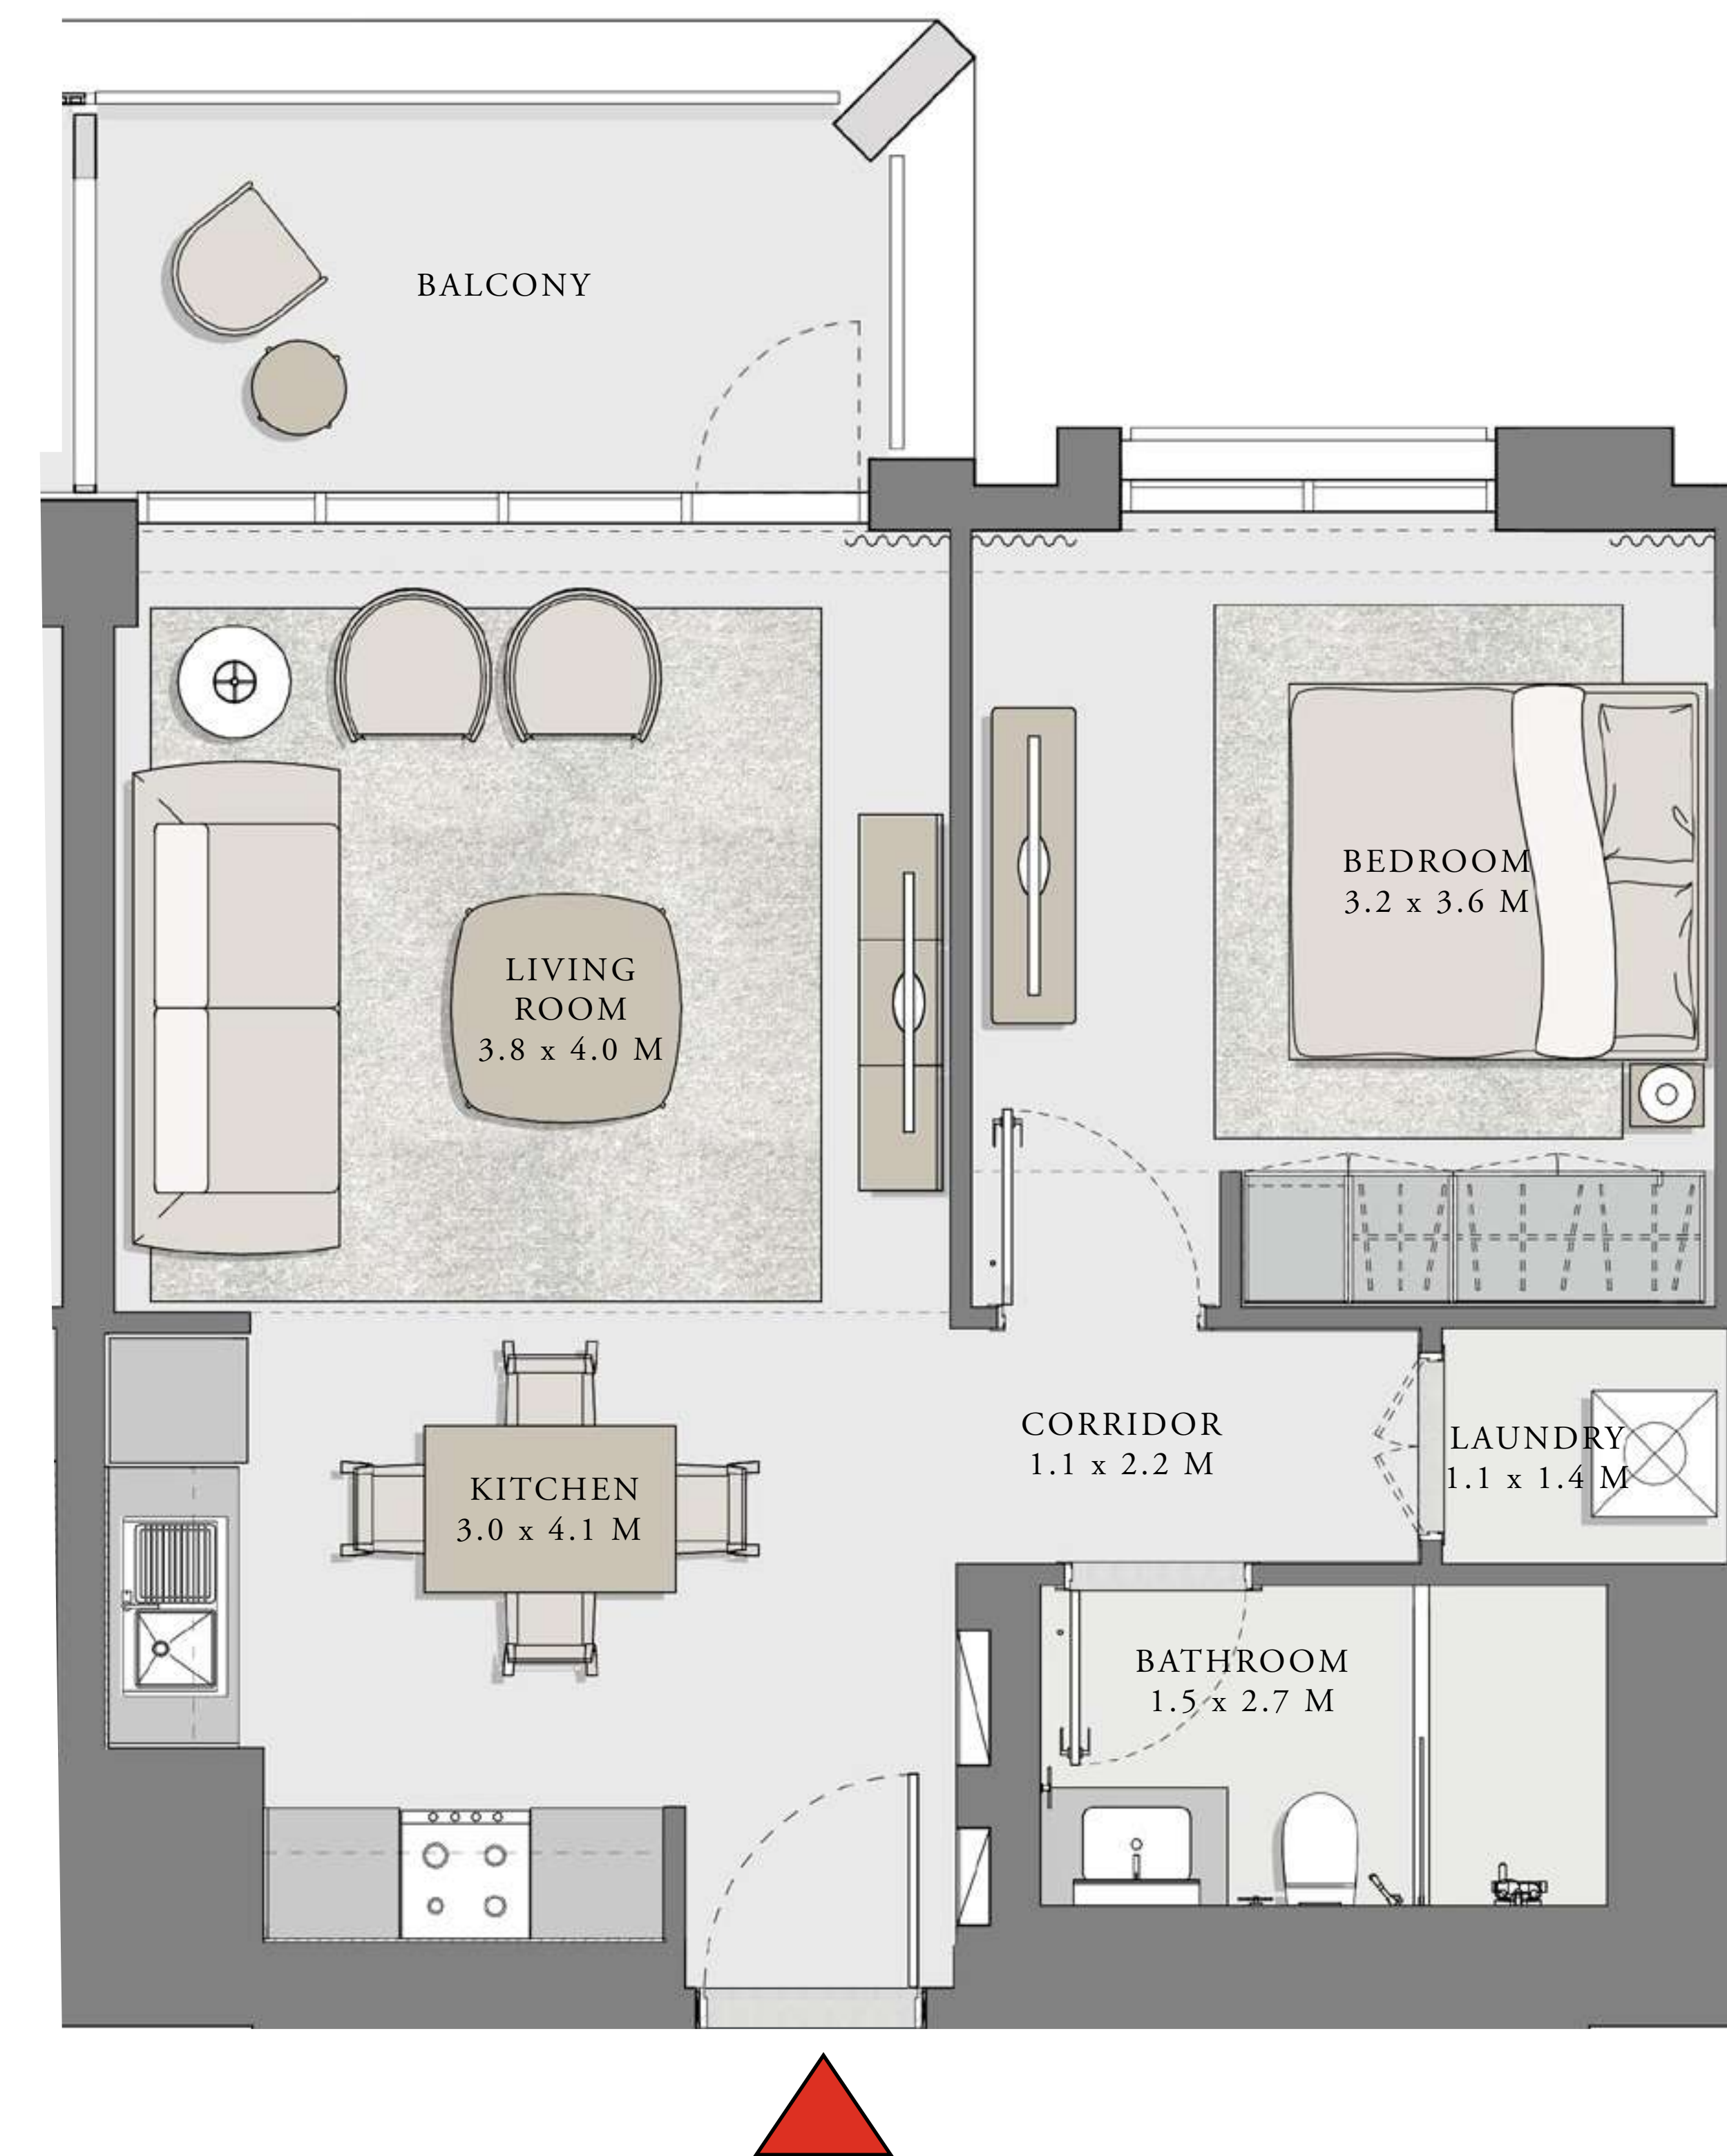 BALCONY
BEDROOM
3.2 x 3.6 M
LIVING
ROOM
3.8 x 4.0 M
CORRIDOR
1.1 x 2.2 M
LAUNDRY
1.1 x 1.4 M
KITCHEN
3.0 x 4.1 M
BATHROOM
1.5 x 2.7 M